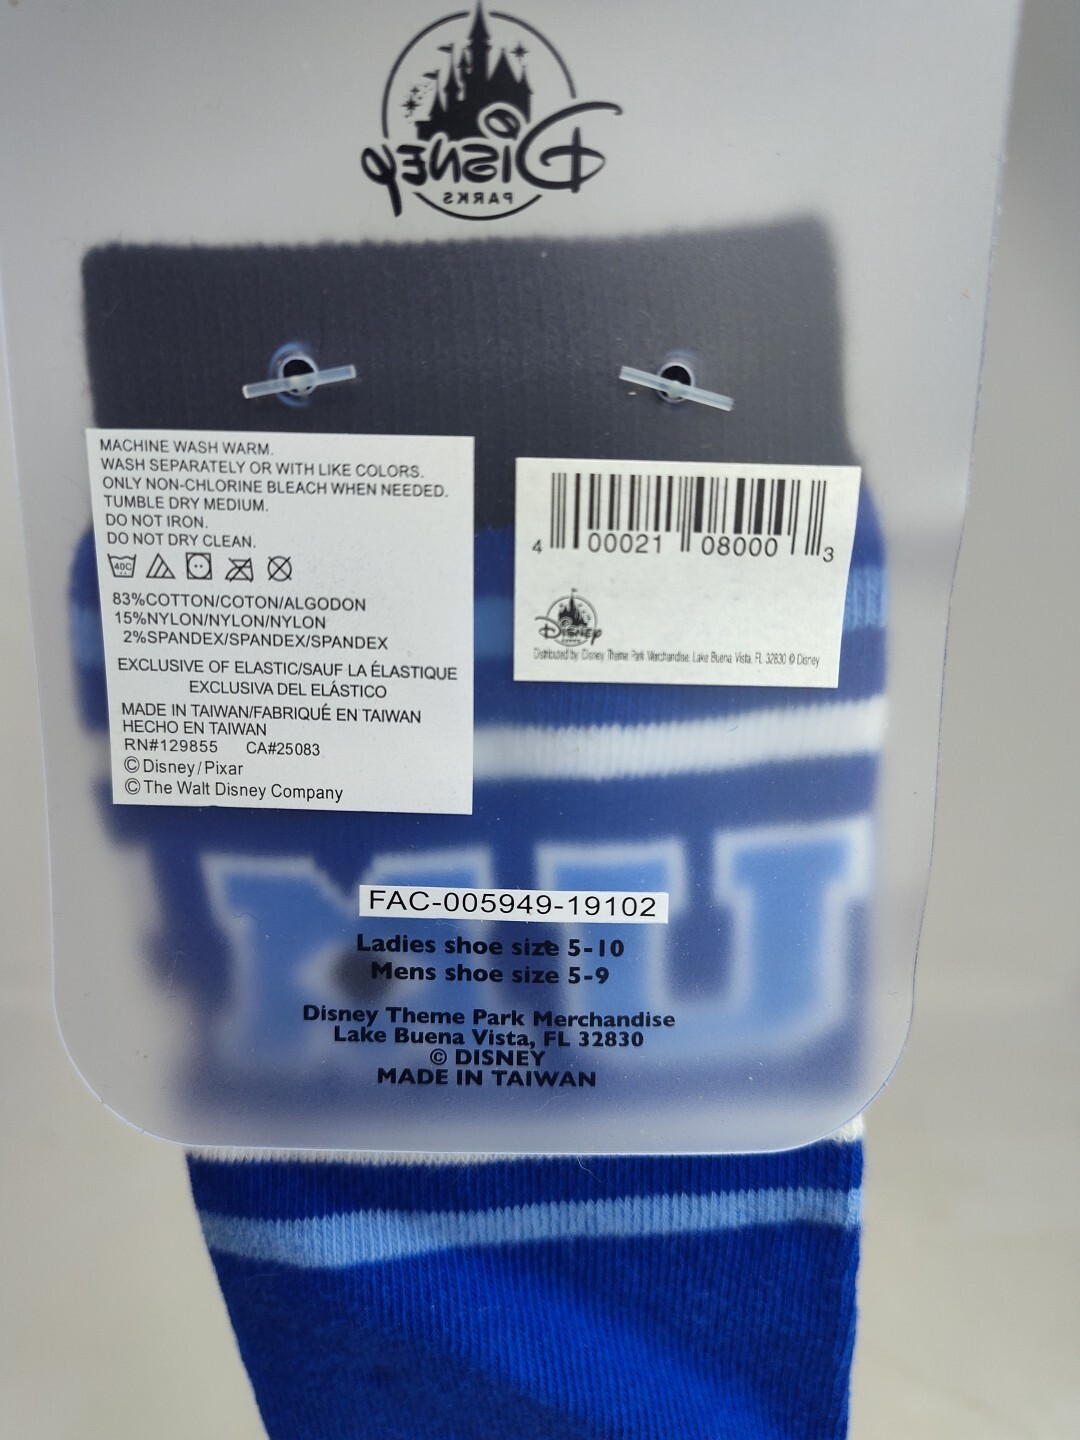 DISNEY
PARKS
MACHINE WASH WARM.
WASH SEPARATELY OR WITH LIKE COLORS.
ONLY NON-CHLORINE BLEACH WHEN NEEDED.
TUMBLE DRY MEDIUM.
DO NOT IRON.
DO NOT DRY CLEAN.
40C
83%COTTON/COTON/ALGODON
15%NYLON/NYLON/NYLON
2%SPANDEX/SPANDEX/SPANDEX
EXCLUSIVE OF ELASTIC/SAUF LA ÉLASTIQUE
EXCLUSIVA DEL ELÁSTICO
MADE IN TAIWAN/FABRIQUÉ EN TAIWAN
HECHO EN TAIWAN
RN#129855 CA#25083
© Disney/Pixar
© The Walt Disney Company
4 00021 08000 3
DISNEY
PARKS
Distributed by Disney Theme Park Merchandise, Lake Buena Vista, FL 32830 © Disney
MU
FAC-005949-19102
Ladies shoe size 5-10
Mens shoe size 5-9
Disney Theme Park Merchandise
Lake Buena Vista, FL 32830
© DISNEY
MADE IN TAIWAN